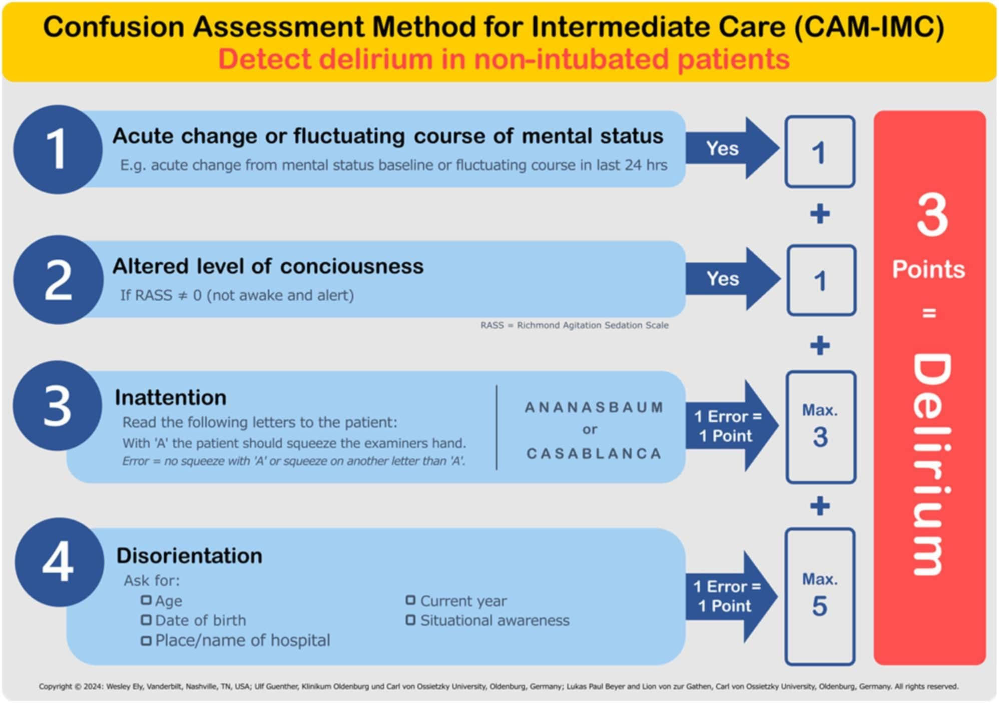 Confusion Assessment Method for Intermediate Care (CAM-IMC)
Detect delirium in non-intubated patients
1
Acute change or fluctuating course of mental status
E.g. acute change from mental status baseline or fluctuating course in last 24 hrs
Yes
1
+
2
Altered level of conciousness
If RASS ≠ 0 (not awake and alert)
Yes
1
RASS = Richmond Agitation Sedation Scale
+
3
Inattention
Read the following letters to the patient:
With 'A' the patient should squeeze the examiners hand.
Error = no squeeze with 'A' or squeeze on another letter than 'A'.
A N A N A S B A U M
or
C A S A B L A N C A
1 Error =
1 Point
Max.
3
+
4
Disorientation
Ask for:
Age
Date of birth
Place/name of hospital
Current year
Situational awareness
1 Error =
1 Point
Max.
5
3
Points
=
Delirium
Copyright © 2024: Wesley Ely, Vanderbilt, Nashville, TN, USA; Ulf Guenther, Klinikum Oldenburg und Carl von Ossietzky University, Oldenburg, Germany; Lukas Paul Beyer and Lion von zur Gathen, Carl von Ossietzky University, Oldenburg, Germany. All rights reserved.